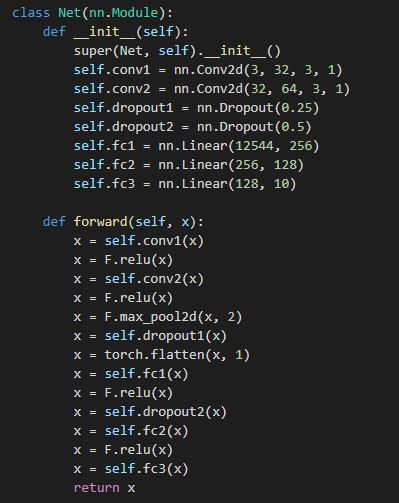 class Net(nn.Module):
    def __init__(self):
        super(Net, self).__init__()
        self.conv1 = nn.Conv2d(3, 32, 3, 1)
        self.conv2 = nn.Conv2d(32, 64, 3, 1)
        self.dropout1 = nn.Dropout(0.25)
        self.dropout2 = nn.Dropout(0.5)
        self.fc1 = nn.Linear(12544, 256)
        self.fc2 = nn.Linear(256, 128)
        self.fc3 = nn.Linear(128, 10)

    def forward(self, x):
        x = self.conv1(x)
        x = F.relu(x)
        x = self.conv2(x)
        x = F.relu(x)
        x = F.max_pool2d(x, 2)
        x = self.dropout1(x)
        x = torch.flatten(x, 1)
        x = self.fc1(x)
        x = F.relu(x)
        x = self.dropout2(x)
        x = self.fc2(x)
        x = F.relu(x)
        x = self.fc3(x)
        return x